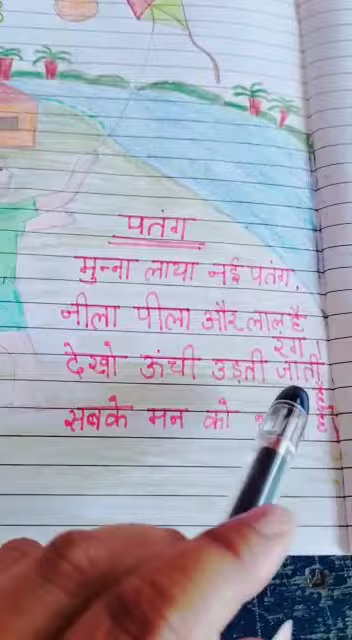 पतंग
मुन्ना लाया नई पतंग,
नीला पीला और लाल है
रंग।
देखो ऊंची उड़ती जाती
सबके मन को